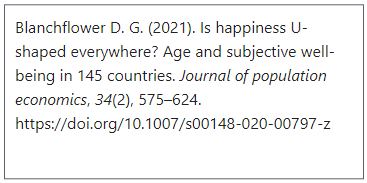 Blanchflower D. G. (2021). Is happiness U-
shaped everywhere? Age and subjective well-
being in 145 countries. Journal of population
economics, 34(2), 575–624.
https://doi.org/10.1007/s00148-020-00797-z